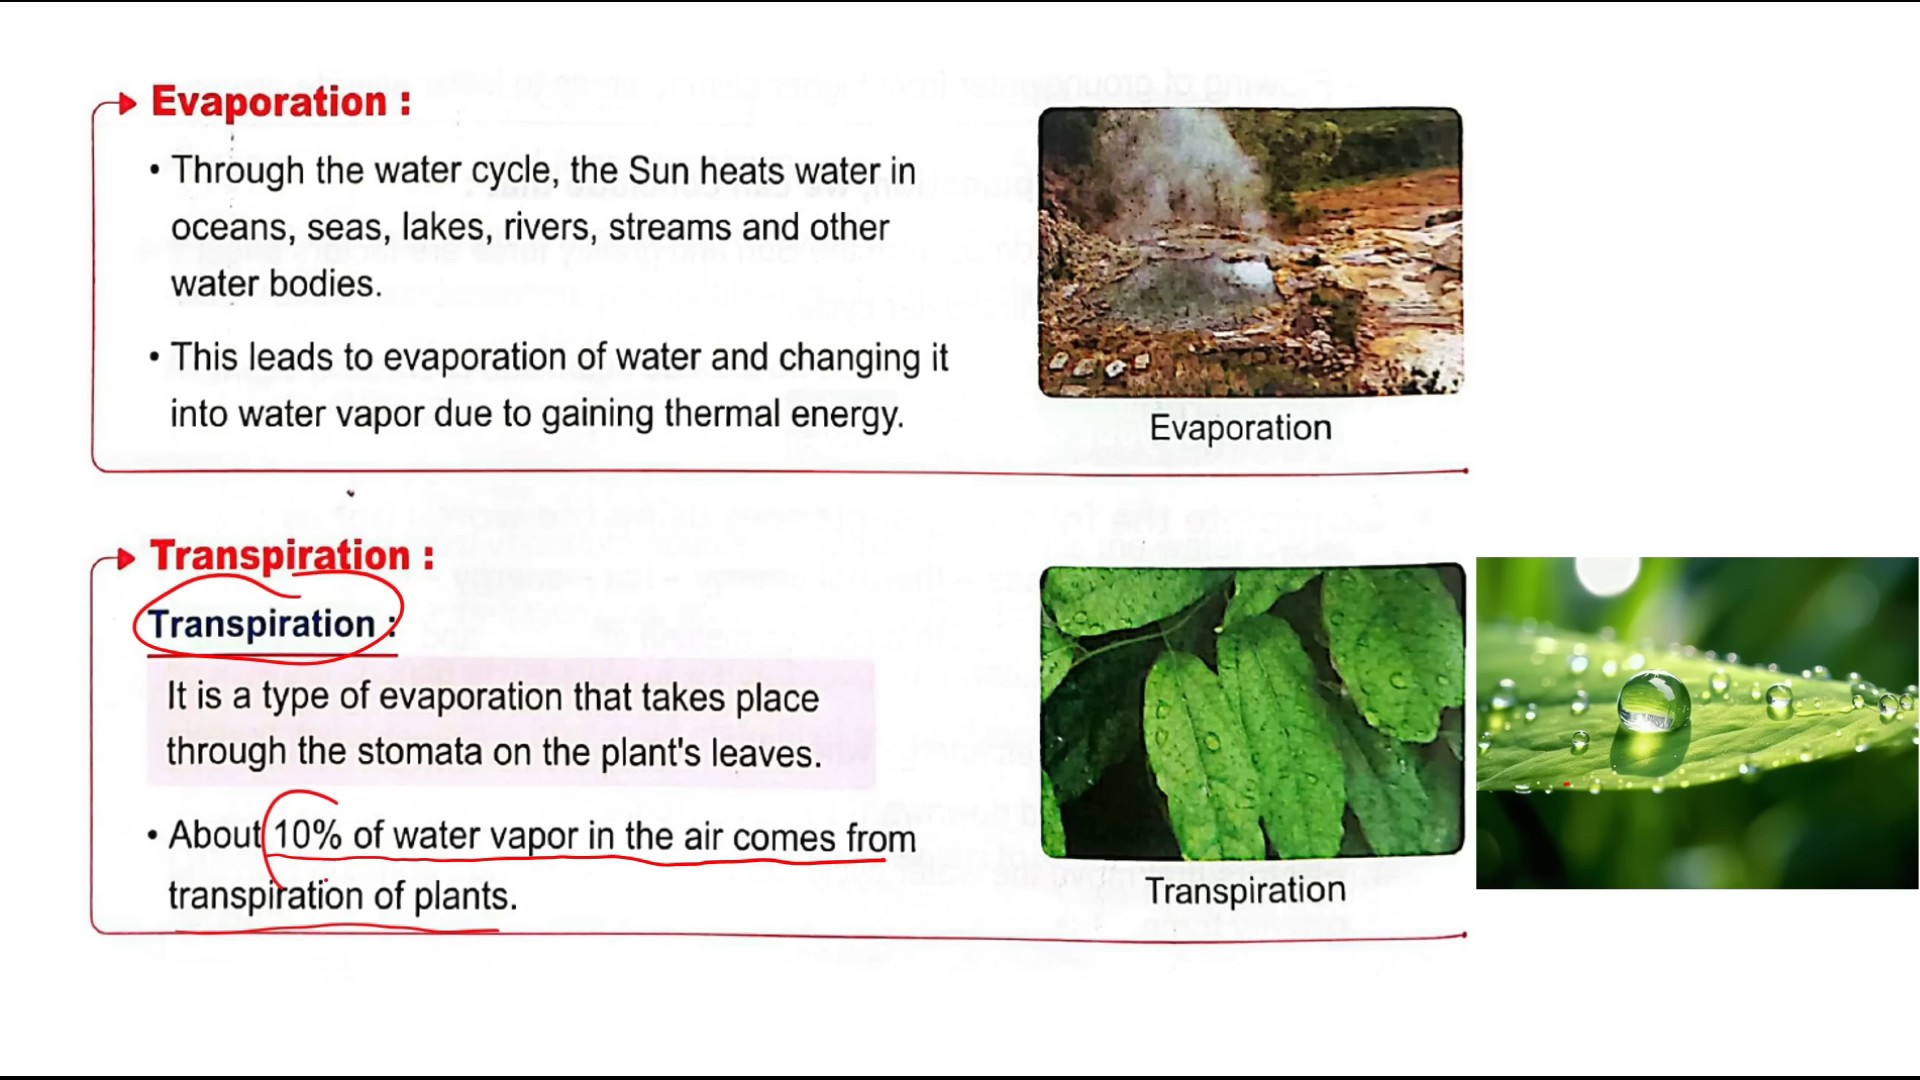 Evaporation :
• Through the water cycle, the Sun heats water in
oceans, seas, lakes, rivers, streams and other
water bodies.
• This leads to evaporation of water and changing it
into water vapor due to gaining thermal energy.
Evaporation
Transpiration :
Transpiration :
It is a type of evaporation that takes place
through the stomata on the plant's leaves.
• About 10% of water vapor in the air comes from
transpiration of plants.
Transpiration